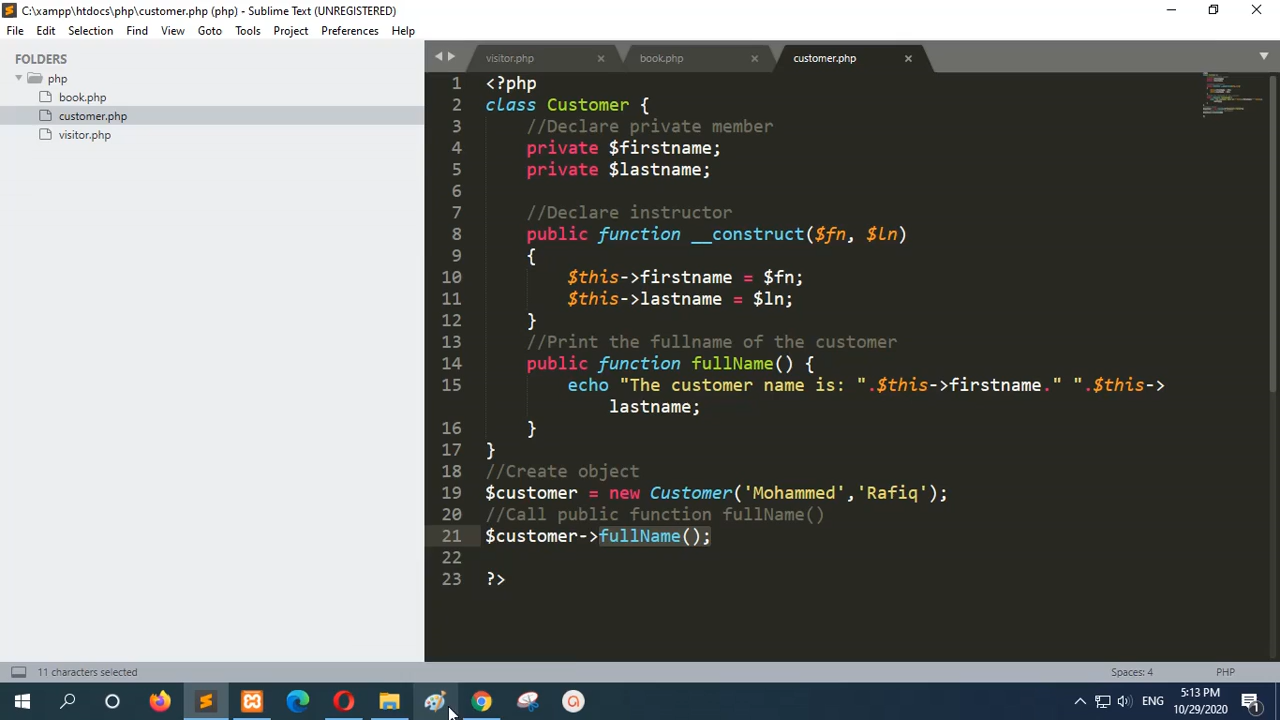 C:\xampp\htdocs\php\customer.php (php) - Sublime Text (UNREGISTERED)
File Edit Selection Find View Goto Tools Project Preferences Help
FOLDERS
php
book.php
customer.php
visitor.php
visitor.php × book.php × customer.php ×
1 <?php
2 class Customer {
3 //Declare private member
4 private $firstname;
5 private $lastname;
6
7 //Declare instructor
8 public function __construct($fn, $ln)
9 {
10 $this->firstname = $fn;
11 $this->lastname = $ln;
12 }
13 //Print the fullname of the customer
14 public function fullName() {
15 echo "The customer name is: ".$this->firstname." ".$this->
lastname;
16 }
17 }
18 //Create object
19 $customer = new Customer('Mohammed','Rafiq');
20 //Call public function fullName()
21 $customer->fullName();
22
23 ?>
11 characters selected Spaces: 4 PHP
ENG 5:13 PM
10/29/2020 1